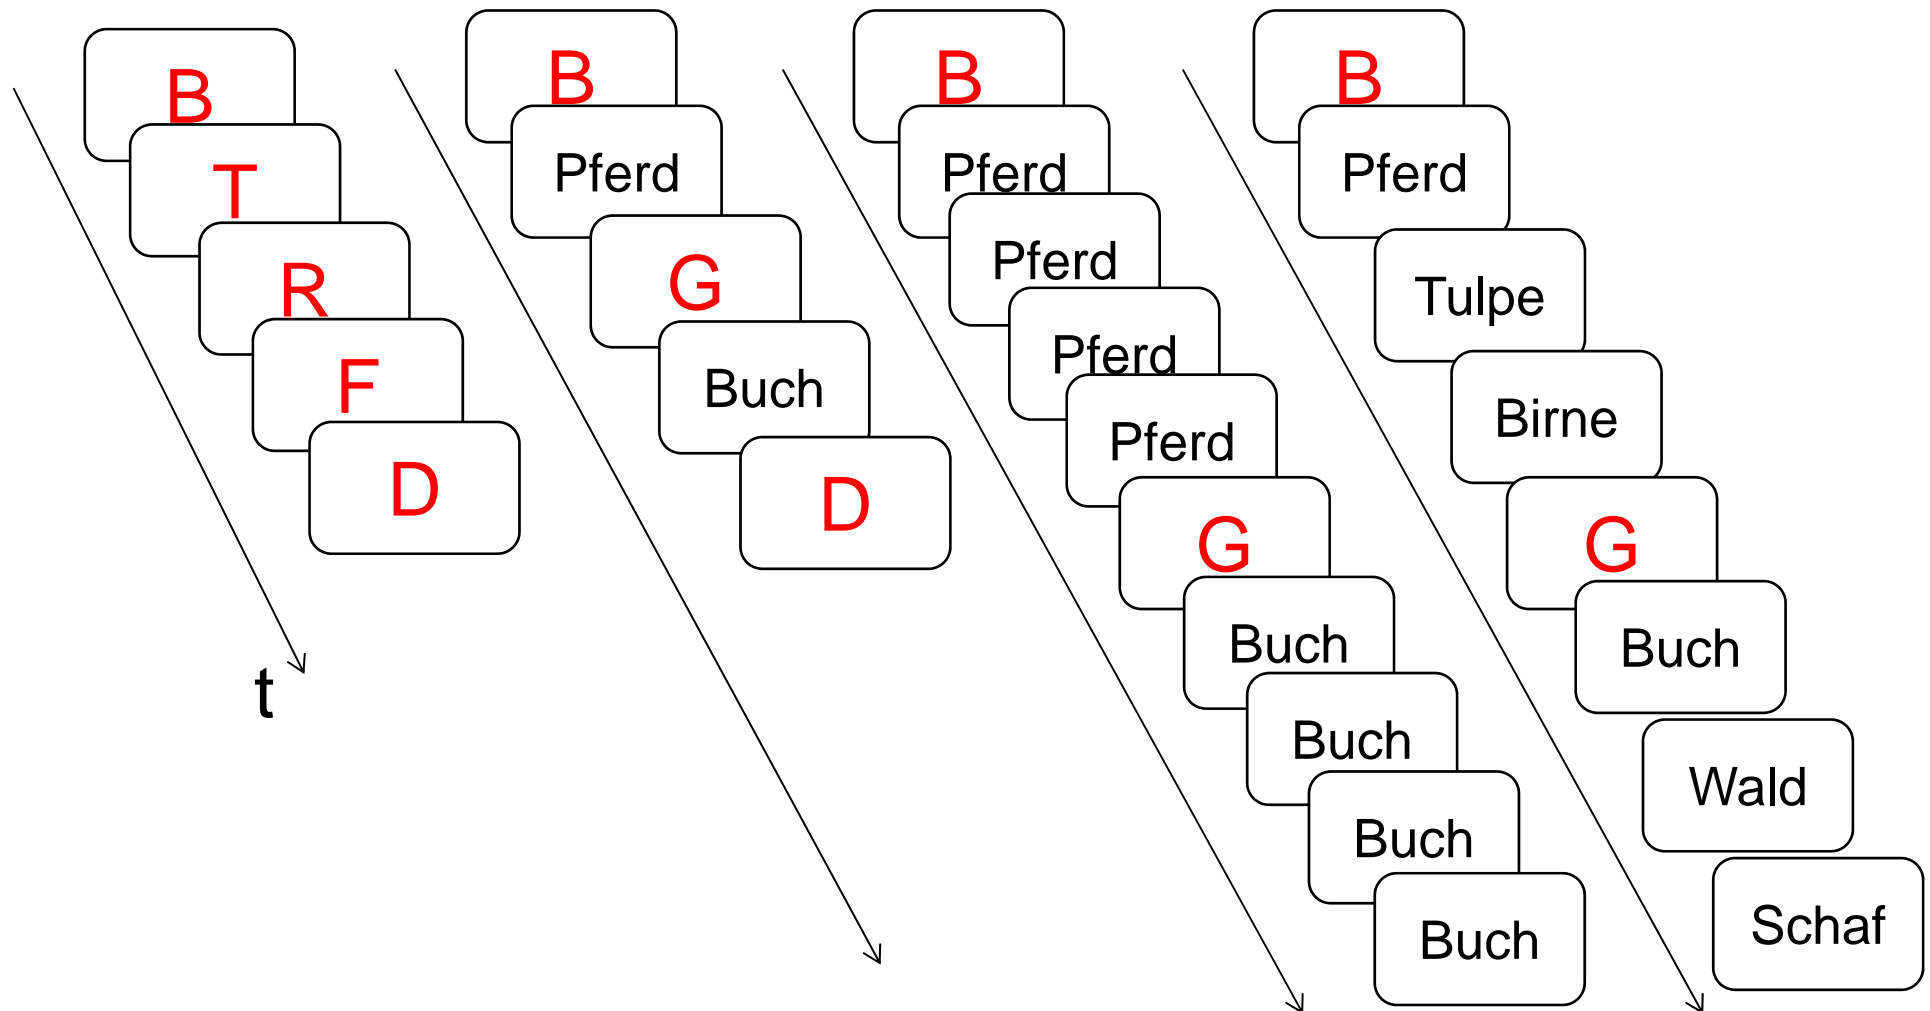 B
T
R
F
D
t
B
Pferd
G
Buch
D
B
Pferd
Pferd
Pferd
Pferd
G
Buch
Buch
Buch
Buch
B
Pferd
Tulpe
Birne
G
Buch
Wald
Schaf